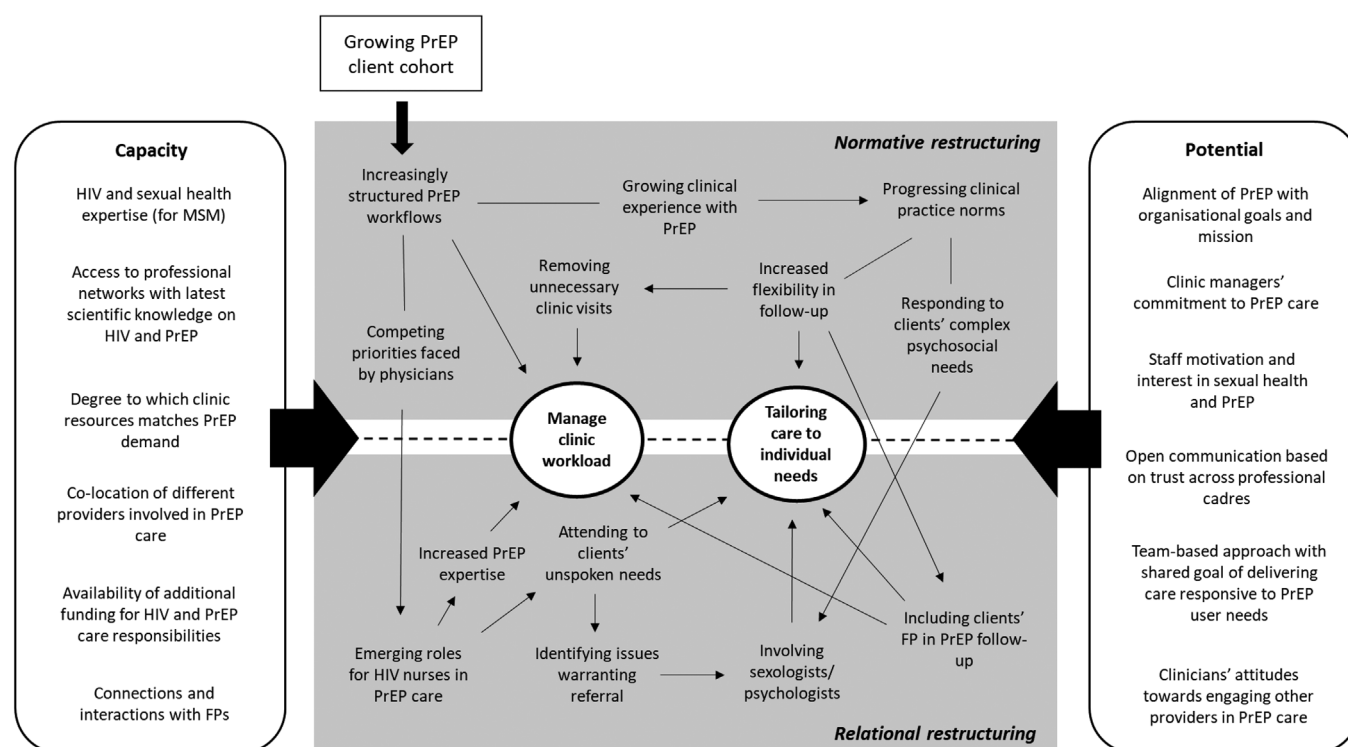 Growing PrEP
client cohort
Capacity
HIV and sexual health
expertise (for MSM)
Access to professional
networks with latest
scientific knowledge on
HIV and PrEP
Degree to which clinic
resources matches PrEP
demand
Co-location of different
providers involved in PrEP
care
Availability of additional
funding for HIV and PrEP
care responsibilities
Connections and
interactions with FPs
Normative restructuring
Increasingly
structured PrEP
workflows
Growing clinical
experience with
PrEP
Progressing clinical
practice norms
Removing
unnecessary
clinic visits
Increased
flexibility in
follow-up
Responding to
clients' complex
psychosocial
needs
Competing
priorities faced
by physicians
Manage
clinic
workload
Tailoring
care to
individual
needs
Increased PrEP
expertise
Attending to
clients'
unspoken needs
Including clients'
FP in PrEP follow-
up
Emerging roles
for HIV nurses in
PrEP care
Identifying issues
warranting
referral
Involving
sexologists/
psychologists
Relational restructuring
Potential
Alignment of PrEP with
organisational goals and
mission
Clinic managers'
commitment to PrEP care
Staff motivation and
interest in sexual health
and PrEP
Open communication based
on trust across professional
cadres
Team-based approach with
shared goal of delivering
care responsive to PrEP
user needs
Clinicians' attitudes
towards engaging other
providers in PrEP care